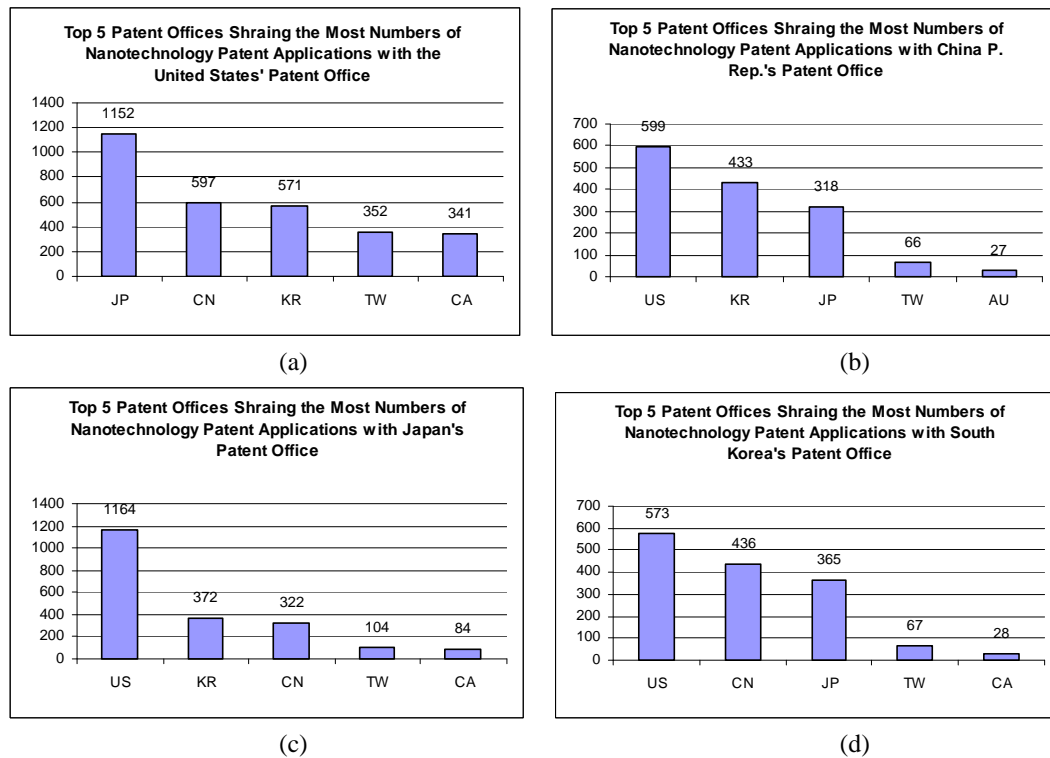 Top 5 Patent Offices Shraing the Most Numbers of
Nanotechnology Patent Applications with the
United States' Patent Office
1400
1200
1000
800
600
400
200
0
1152
597
571
352
341
JP CN KR TW CA
(a)
Top 5 Patent Offices Shraing the Most Numbers of
Nanotechnology Patent Applications with China P.
Rep.'s Patent Office
700
600
500
400
300
200
100
0
599
433
318
66
27
US KR JP TW AU
(b)
Top 5 Patent Offices Shraing the Most Numbers of
Nanotechnology Patent Applications with Japan's
Patent Office
1400
1200
1000
800
600
400
200
0
1164
372
322
104
84
US KR CN TW CA
(c)
Top 5 Patent Offices Shraing the Most Numbers of
Nanotechnology Patent Applications with South
Korea's Patent Office
700
600
500
400
300
200
100
0
573
436
365
67
28
US CN JP TW CA
(d)